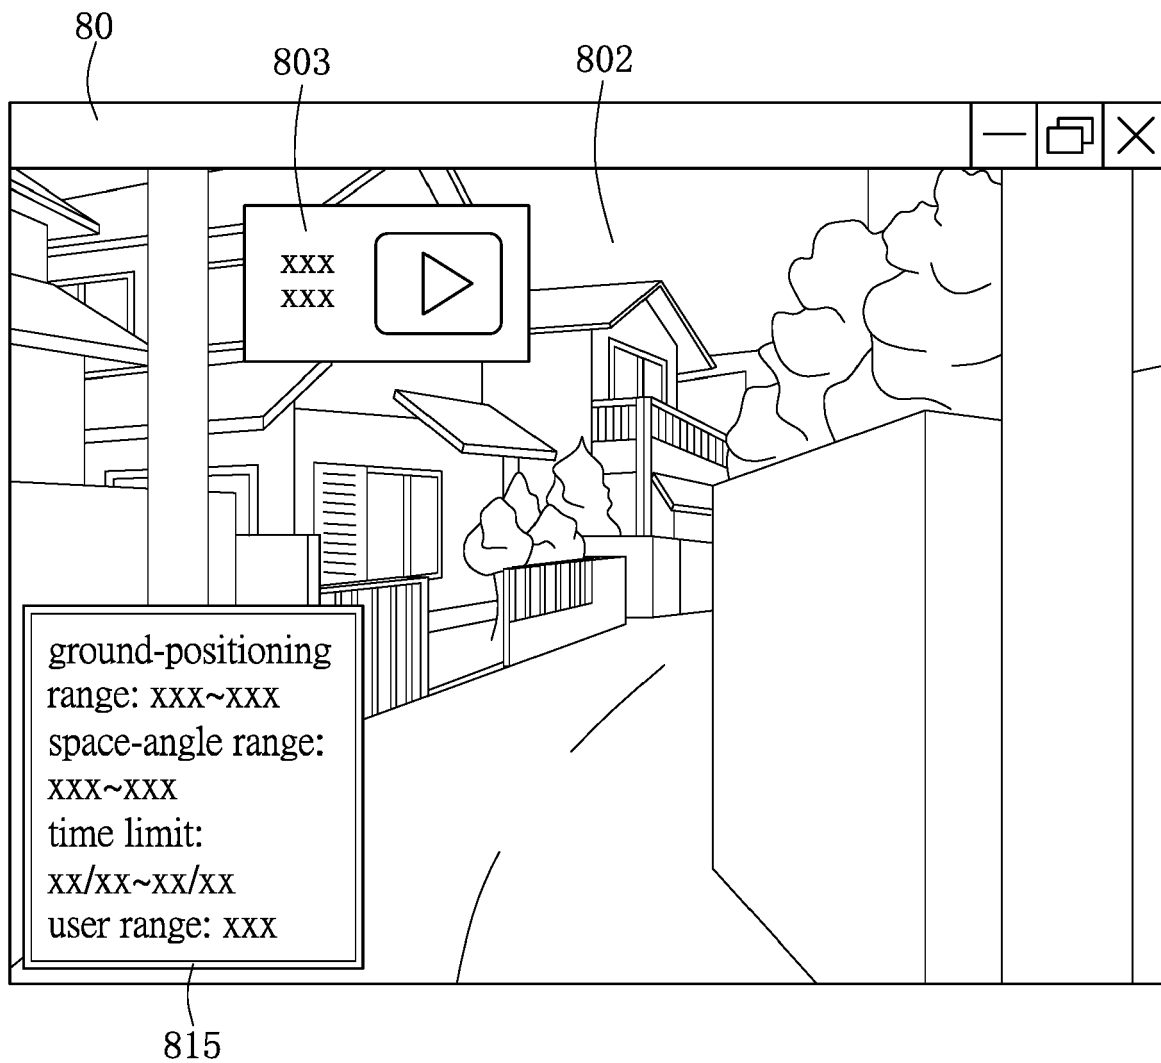 80
803
802
xxx
xxx
ground-positioning
range: xxx~xxx
space-angle range:
xxx~xxx
time limit:
xx/xx~xx/xx
user range: xxx
815